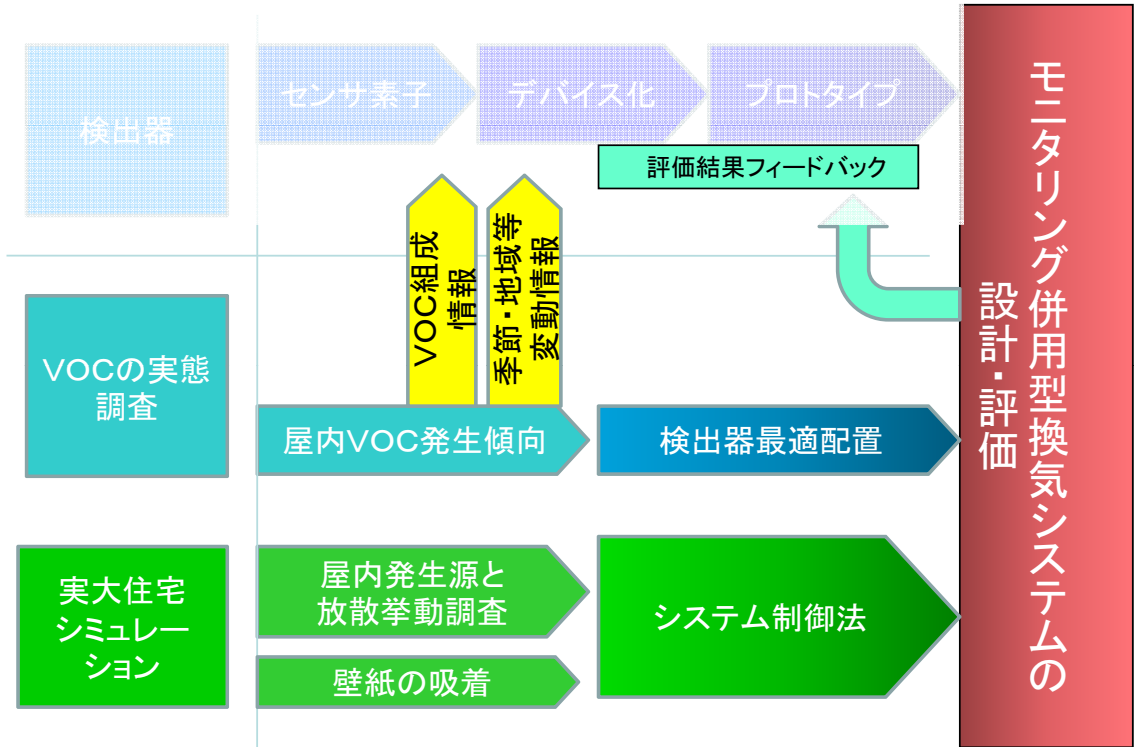 検出器
センサ素子
デバイス化
プロトタイプ
評価結果フィードバック
VOC組成
情報
季節・地域等
変動情報
VOCの実態
調査
屋内VOC発生傾向
検出器最適配置
実大住宅
シミュレー
ション
屋内発生源と
放散挙動調査
壁紙の吸着
システム制御法
モニタリング併用型換気システムの
設計・評価